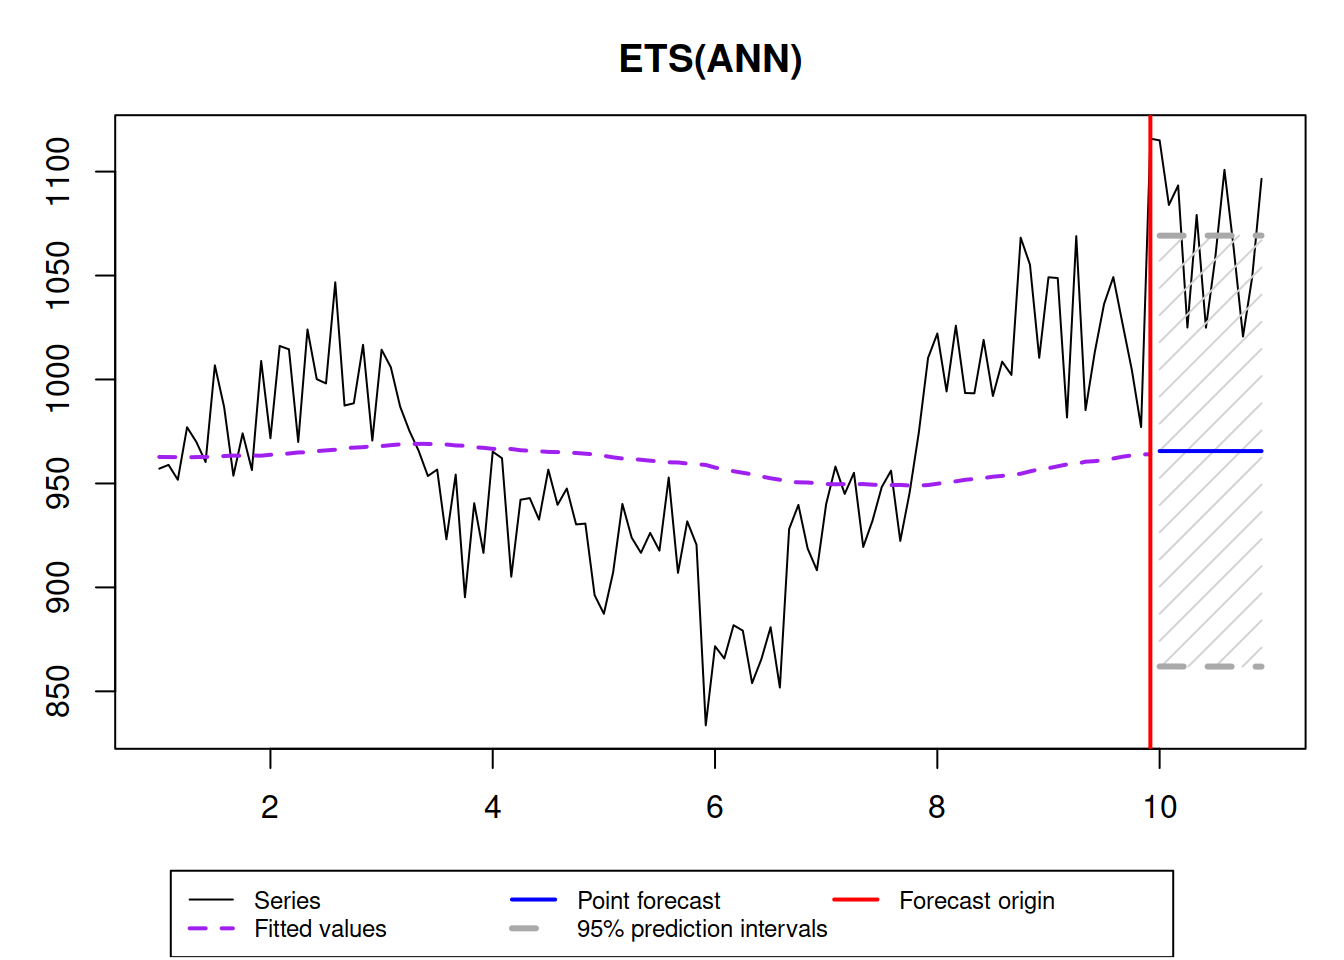 ETS(ANN)
1100
1050
1000
950
900
850
2 4 6 8 10
Series Point forecast Forecast origin
Fitted values 95% prediction intervals